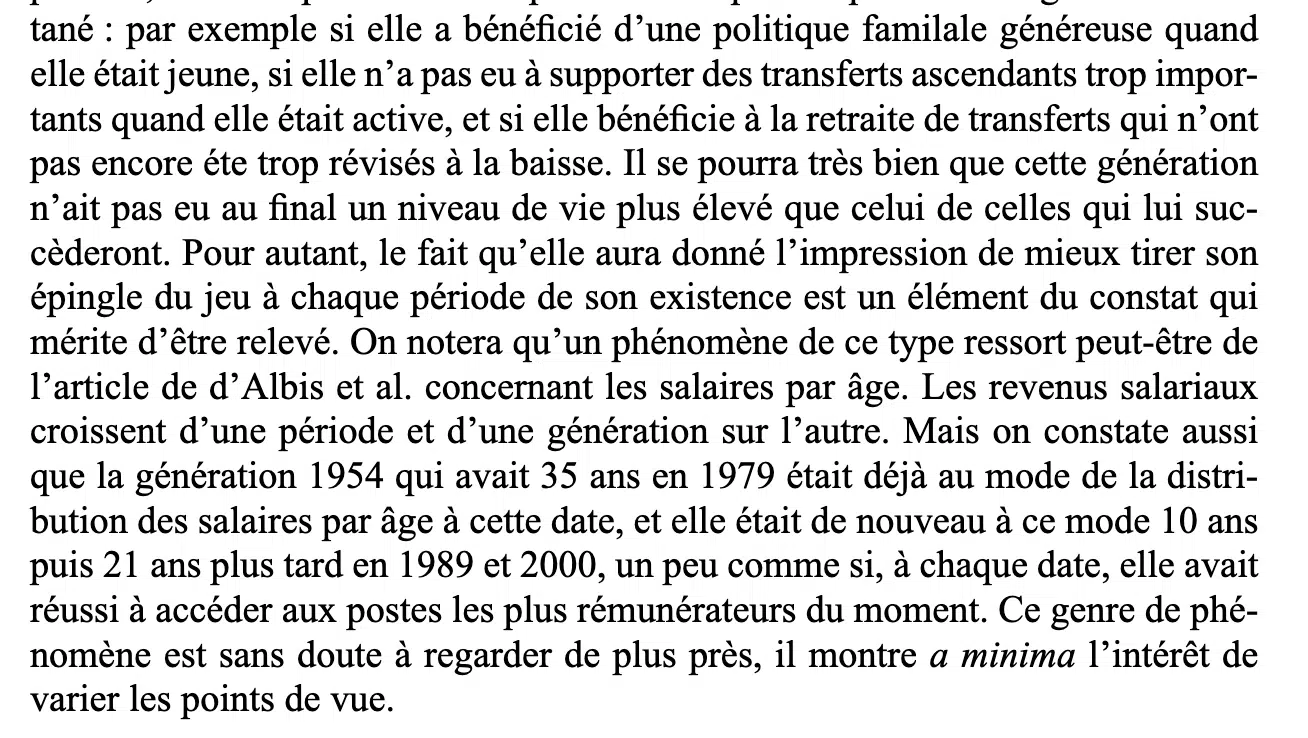 tané : par exemple si elle a bénéficié d’une politique familale généreuse quand
elle était jeune, si elle n’a pas eu à supporter des transferts ascendants trop impor-
tants quand elle était active, et si elle bénéficie à la retraite de transferts qui n’ont
pas encore éte trop révisés à la baisse. Il se pourra très bien que cette génération
n’ait pas eu au final un niveau de vie plus élevé que celui de celles qui lui suc-
cèderont. Pour autant, le fait qu’elle aura donné l’impression de mieux tirer son
épingle du jeu à chaque période de son existence est un élément du constat qui
mérite d’être relevé. On notera qu’un phénomène de ce type ressort peut-être de
l’article de d’Albis et al. concernant les salaires par âge. Les revenus salariaux
croissent d’une période et d’une génération sur l’autre. Mais on constate aussi
que la génération 1954 qui avait 35 ans en 1979 était déjà au mode de la distri-
bution des salaires par âge à cette date, et elle était de nouveau à ce mode 10 ans
puis 21 ans plus tard en 1989 et 2000, un peu comme si, à chaque date, elle avait
réussi à accéder aux postes les plus rémunérateurs du moment. Ce genre de phé-
nomène est sans doute à regarder de plus près, il montre a minima l’intérêt de
varier les points de vue.